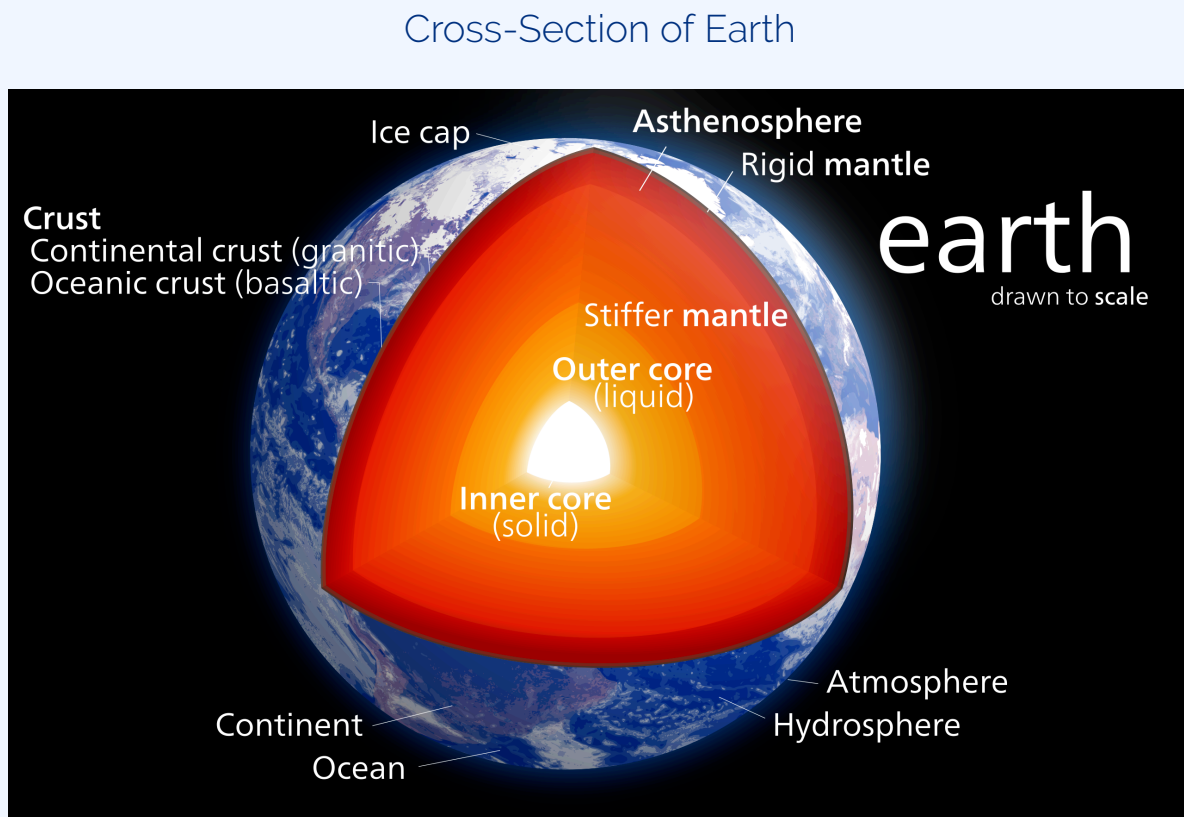 Cross-Section of Earth
Ice cap
Asthenosphere
Rigid mantle
Crust
Continental crust (granitic)
Oceanic crust (basaltic)
earth
drawn to scale
Stiffer mantle
Outer core
(liquid)
Inner core
(solid)
Atmosphere
Hydrosphere
Continent
Ocean